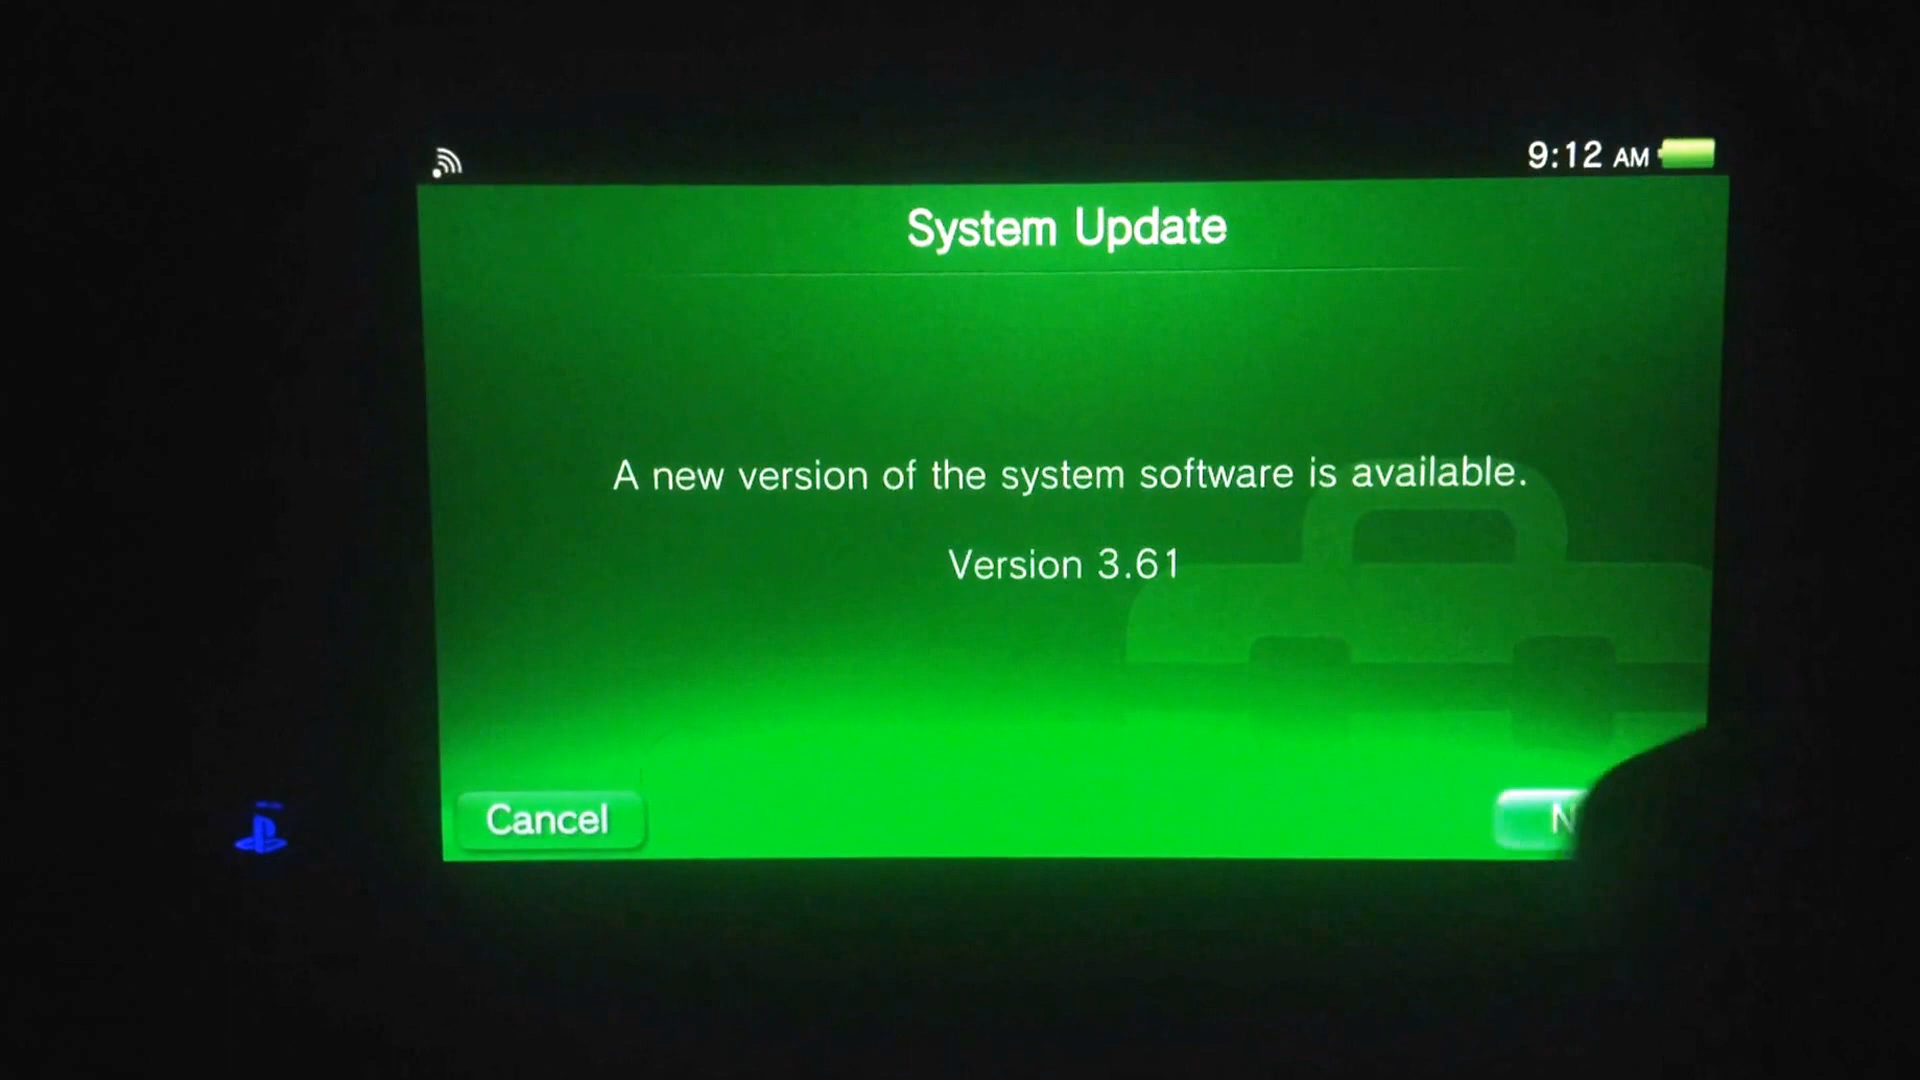 9:12 AM
System Update
A new version of the system software is available.
Version 3.61
Cancel
N